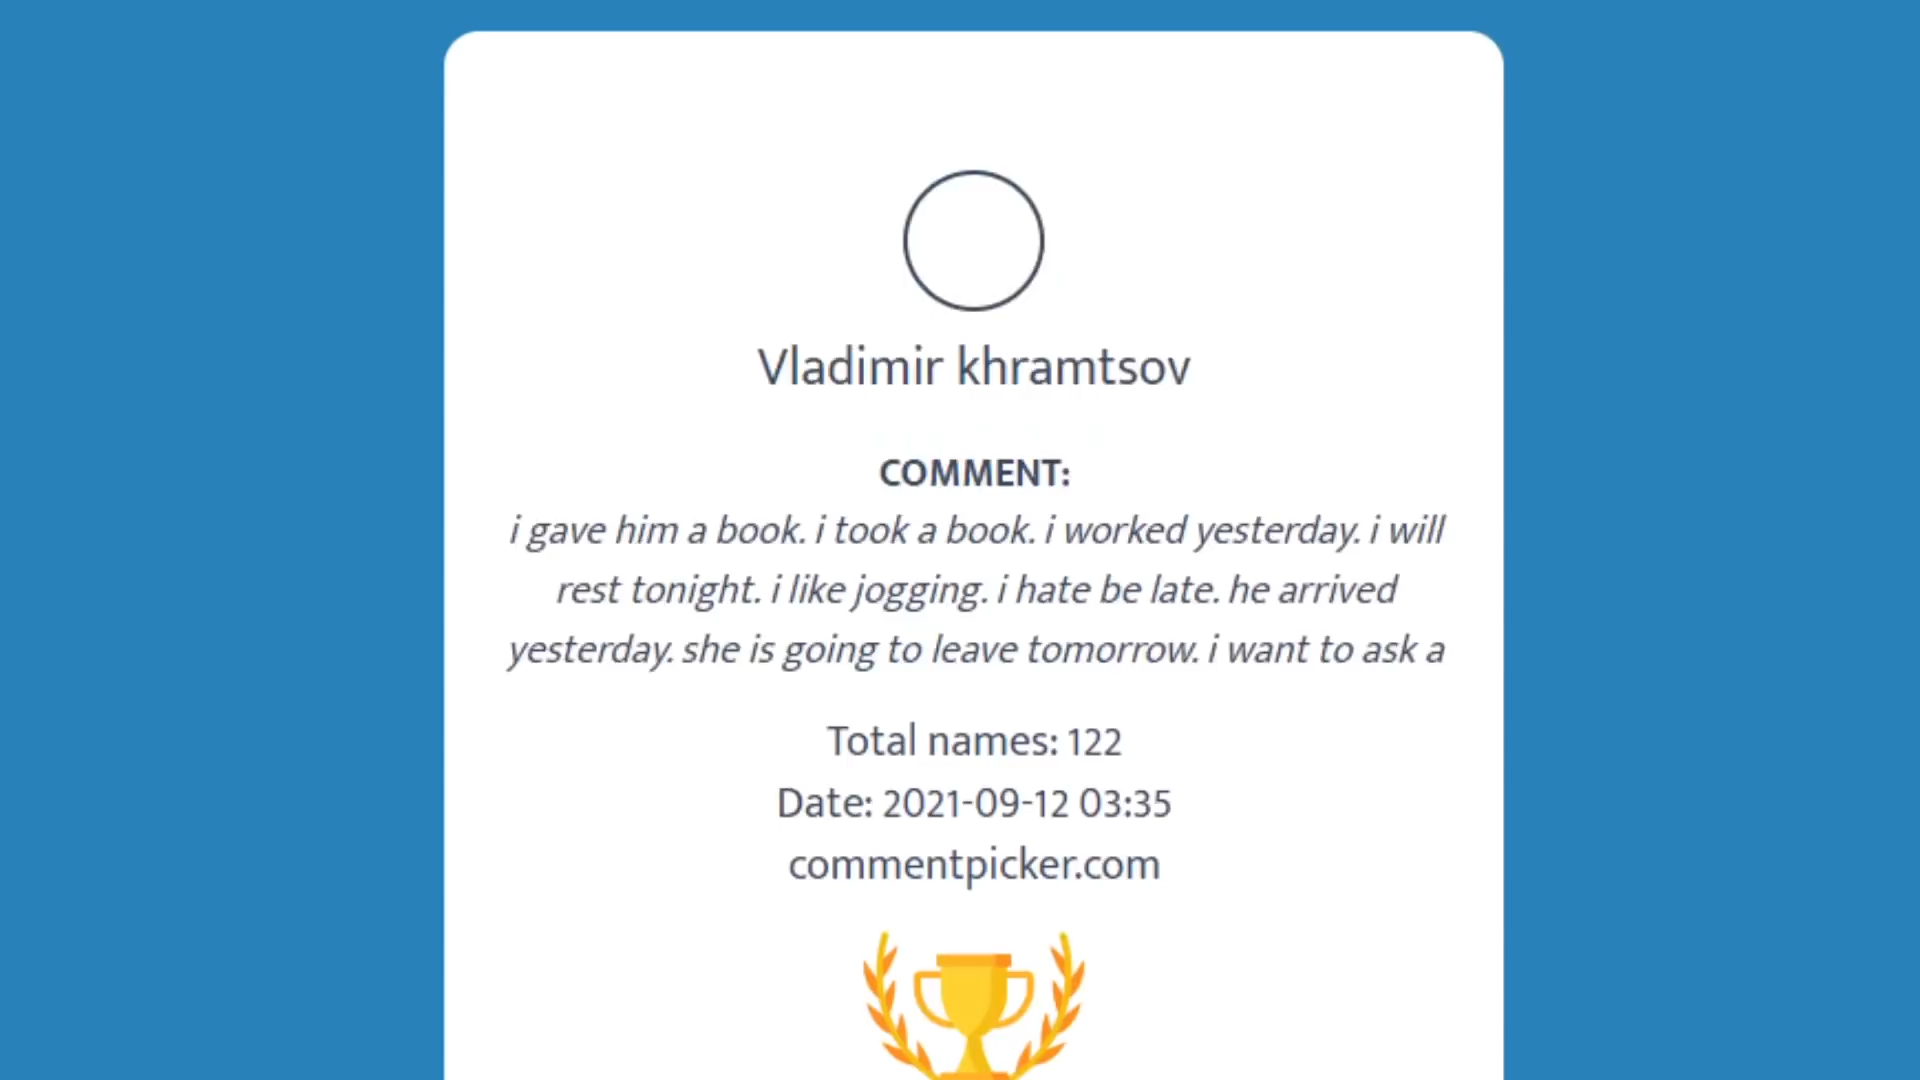 Vladimir khramtsov
COMMENT:
i gave him a book. i took a book. i worked yesterday. i will
rest tonight. i like jogging. i hate be late. he arrived
yesterday. she is going to leave tomorrow. i want to ask a
Total names: 122
Date: 2021-09-12 03:35
commentpicker.com